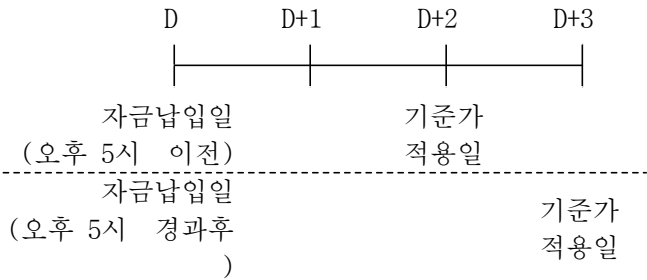 D D+1 D+2 D+3
자금납입일 기준가
(오후 5시 이전) 적용일
자금납입일
기준가
(오후 5시 경과후
적용일
)